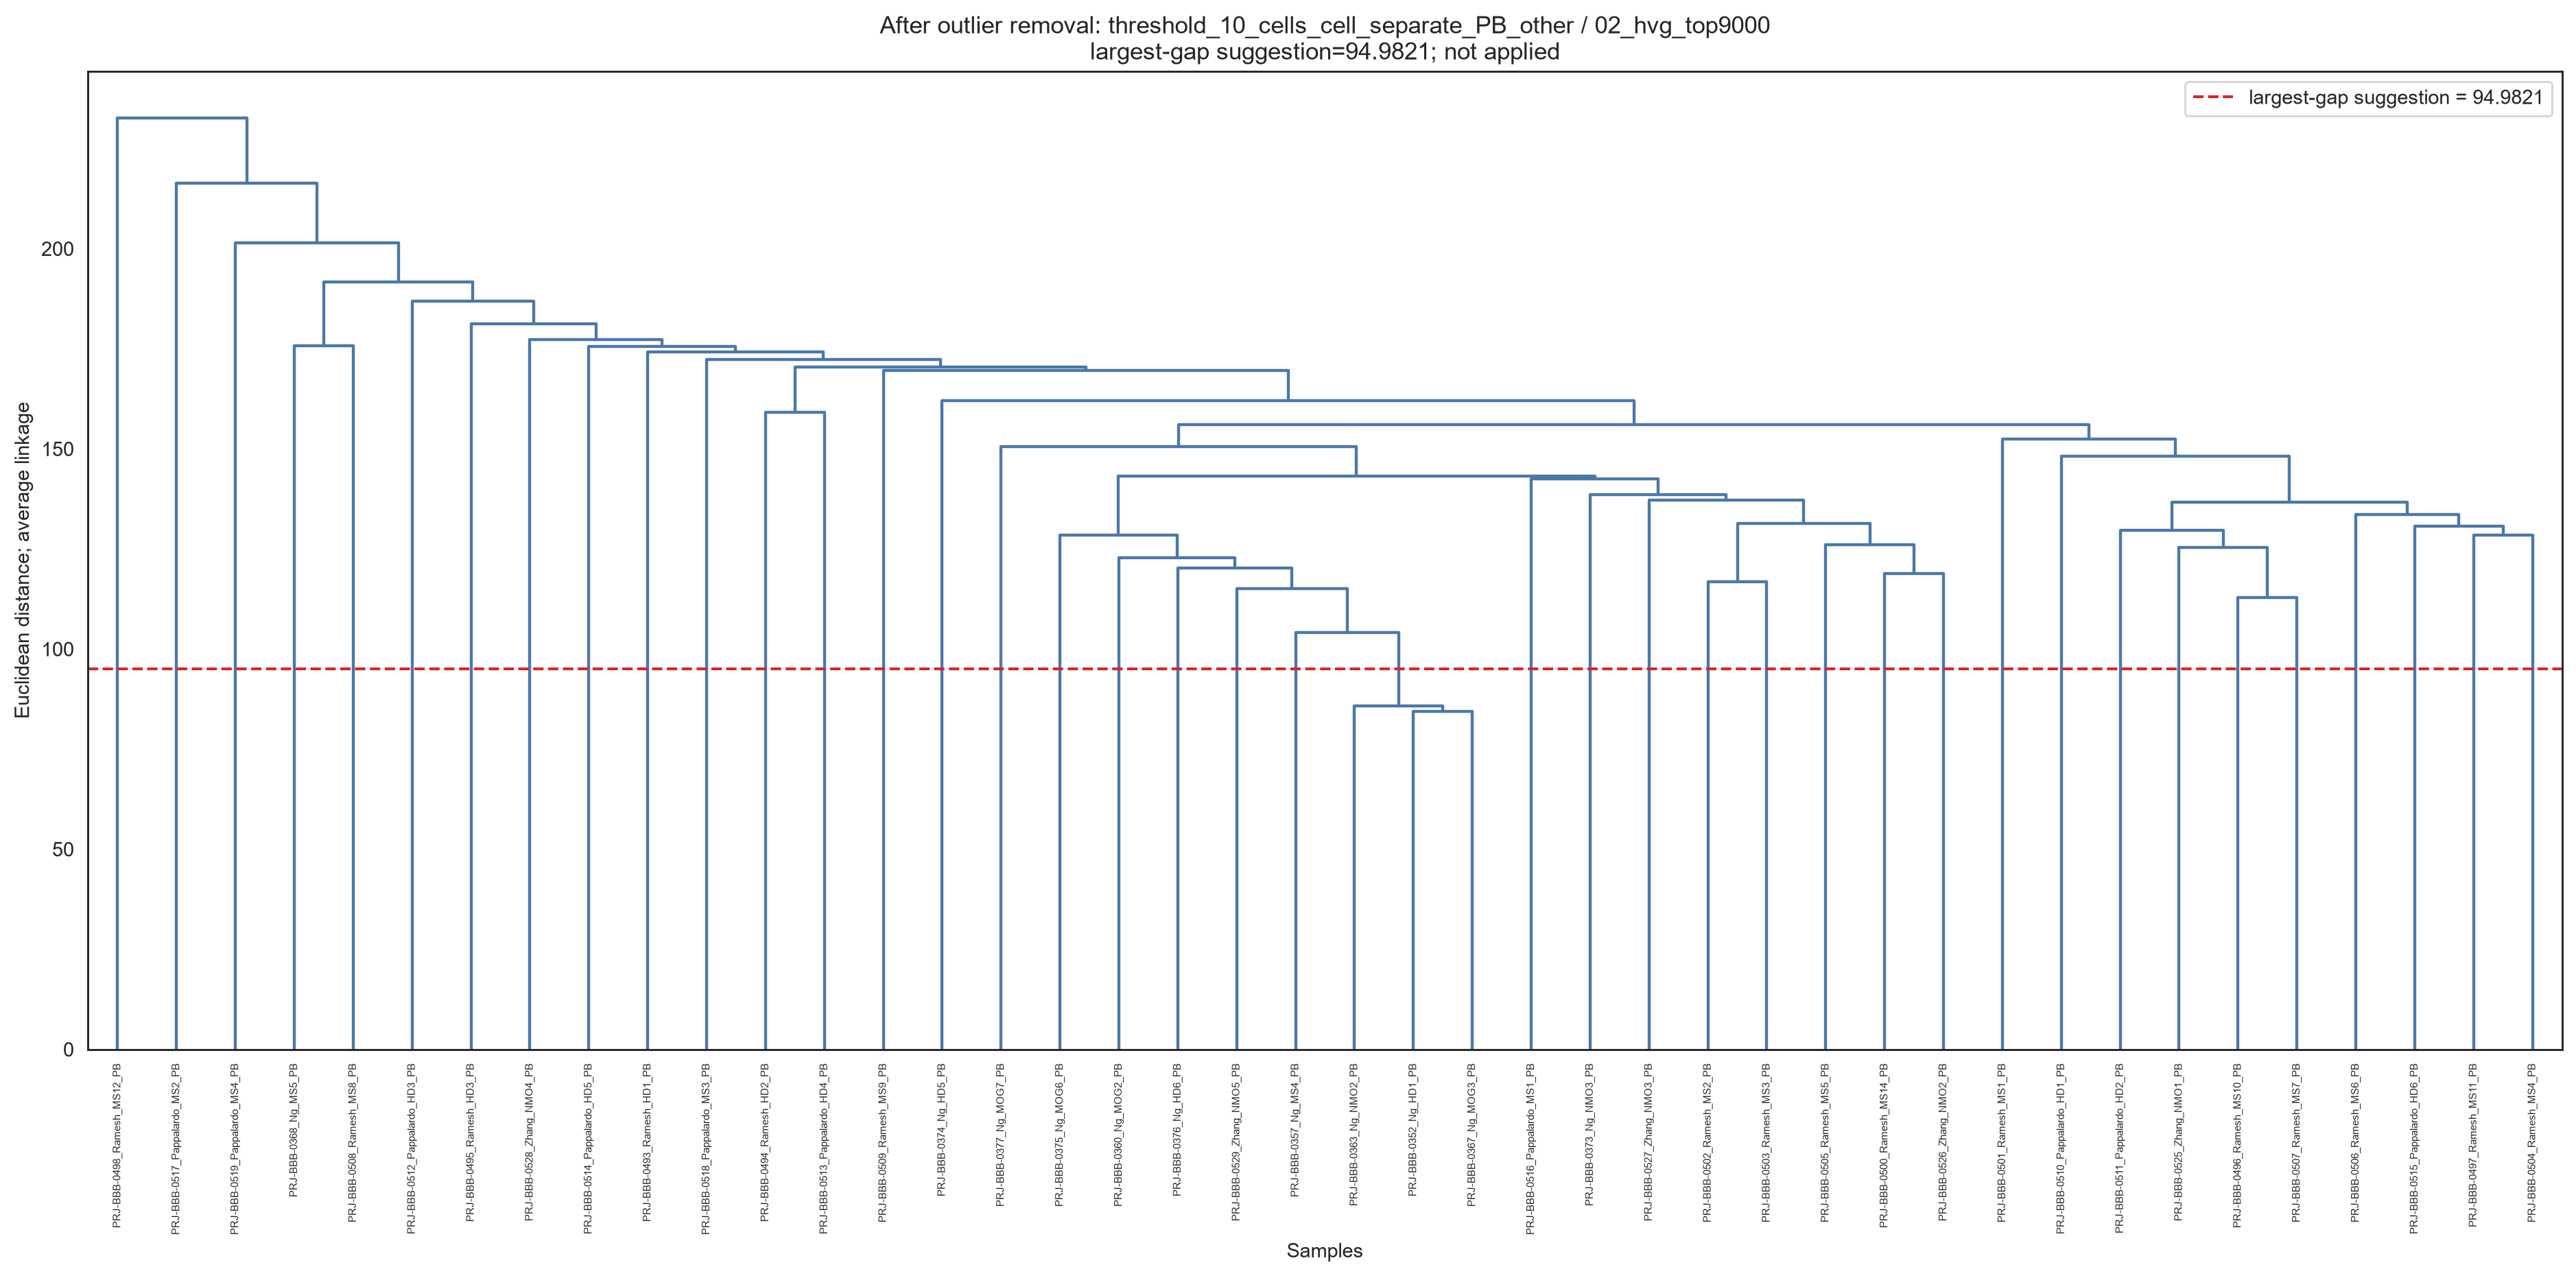 After outlier removal: threshold_10_cells_cell_separate_PB_other / 02_hvg_top9000
largest-gap suggestion=94.9821; not applied
largest-gap suggestion = 94.9821
Euclidean distance; average linkage
200
150
100
50
0
PRJ-BBB-0498_Ramesh_MS12_PB
PRJ-BBB-0517_Pappalardo_MS2_PB
PRJ-BBB-0519_Pappalardo_MS4_PB
PRJ-BBB-0368_Ng_MS5_PB
PRJ-BBB-0508_Ramesh_MS8_PB
PRJ-BBB-0512_Pappalardo_HD3_PB
PRJ-BBB-0495_Ramesh_HD3_PB
PRJ-BBB-0528_Zhang_NMO4_PB
PRJ-BBB-0514_Pappalardo_HD5_PB
PRJ-BBB-0493_Ramesh_HD1_PB
PRJ-BBB-0518_Pappalardo_MS3_PB
PRJ-BBB-0494_Ramesh_HD2_PB
PRJ-BBB-0513_Pappalardo_HD4_PB
PRJ-BBB-0509_Ramesh_MS9_PB
PRJ-BBB-0374_Ng_HD5_PB
PRJ-BBB-0377_Ng_MOG7_PB
PRJ-BBB-0375_Ng_MOG6_PB
PRJ-BBB-0360_Ng_MOG2_PB
PRJ-BBB-0376_Ng_HD6_PB
PRJ-BBB-0529_Zhang_NMO5_PB
PRJ-BBB-0357_Ng_MS4_PB
PRJ-BBB-0363_Ng_NMO2_PB
PRJ-BBB-0352_Ng_HD1_PB
PRJ-BBB-0367_Ng_MOG3_PB
PRJ-BBB-0516_Pappalardo_MS1_PB
PRJ-BBB-0373_Ng_NMO3_PB
PRJ-BBB-0527_Zhang_NMO3_PB
PRJ-BBB-0502_Ramesh_MS2_PB
PRJ-BBB-0503_Ramesh_MS3_PB
PRJ-BBB-0505_Ramesh_MS5_PB
PRJ-BBB-0500_Ramesh_MS14_PB
PRJ-BBB-0526_Zhang_NMO2_PB
PRJ-BBB-0501_Ramesh_MS1_PB
PRJ-BBB-0510_Pappalardo_HD1_PB
PRJ-BBB-0511_Pappalardo_HD2_PB
PRJ-BBB-0525_Zhang_NMO1_PB
PRJ-BBB-0496_Ramesh_MS10_PB
PRJ-BBB-0507_Ramesh_MS7_PB
PRJ-BBB-0506_Ramesh_MS6_PB
PRJ-BBB-0515_Pappalardo_HD6_PB
PRJ-BBB-0497_Ramesh_MS11_PB
PRJ-BBB-0504_Ramesh_MS4_PB
Samples